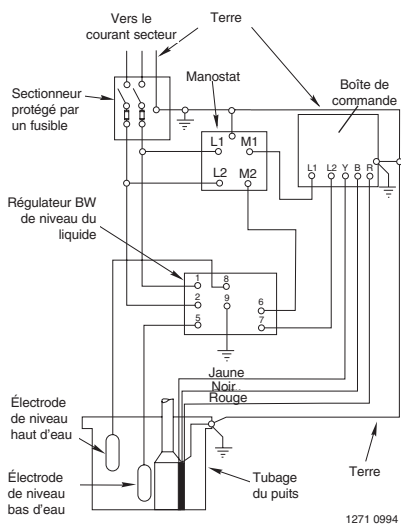 Vers le
courant secteur
Terre
Sectionneur
protégé par
un fusible
Manostat
Boîte de
commande
L1 M1
L2 M2
L1 L2 Y B R
Régulateur BW
de niveau du
liquide
1 8
2 9
5 6
7
Jaune
Noir
Rouge
Électrode
de niveau
haut d'eau
Électrode
de niveau
bas d'eau
Tubage
du puits
Terre
1271 0994